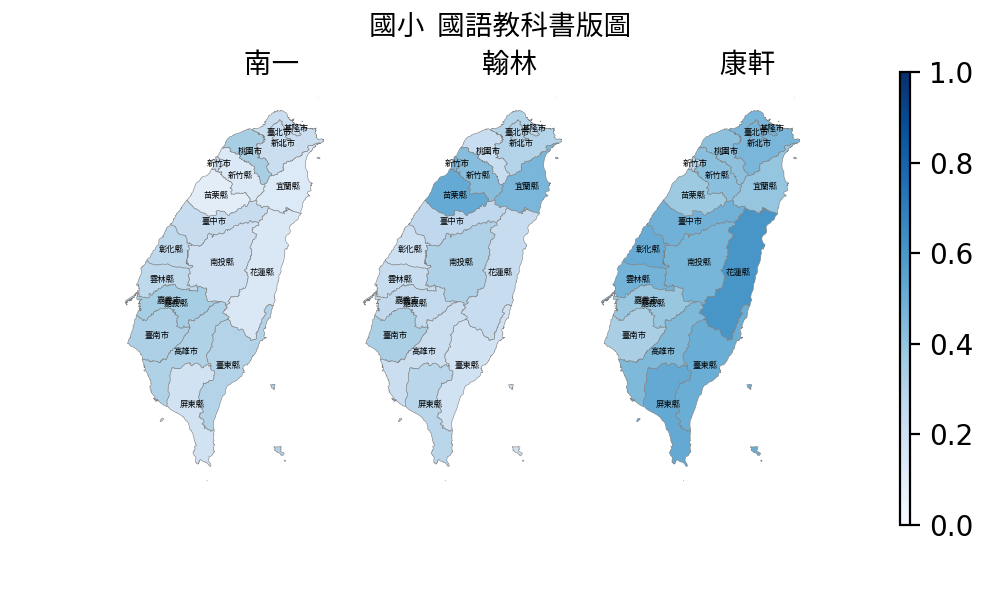 國小 國語教科書版圖
南一
翰林
康軒
臺北市
基隆市
新北市
桃園市
新竹市
新竹縣
宜蘭縣
苗栗縣
臺中市
彰化縣
南投縣
花蓮縣
雲林縣
嘉義市
嘉義縣
臺南市
高雄市
臺東縣
屏東縣
臺北市
基隆市
新北市
桃園市
新竹市
新竹縣
宜蘭縣
苗栗縣
臺中市
彰化縣
南投縣
花蓮縣
雲林縣
嘉義市
嘉義縣
臺南市
高雄市
臺東縣
屏東縣
臺北市
基隆市
新北市
桃園市
新竹市
新竹縣
宜蘭縣
苗栗縣
臺中市
彰化縣
南投縣
花蓮縣
雲林縣
嘉義市
嘉義縣
臺南市
高雄市
臺東縣
屏東縣
1.0
0.8
0.6
0.4
0.2
0.0